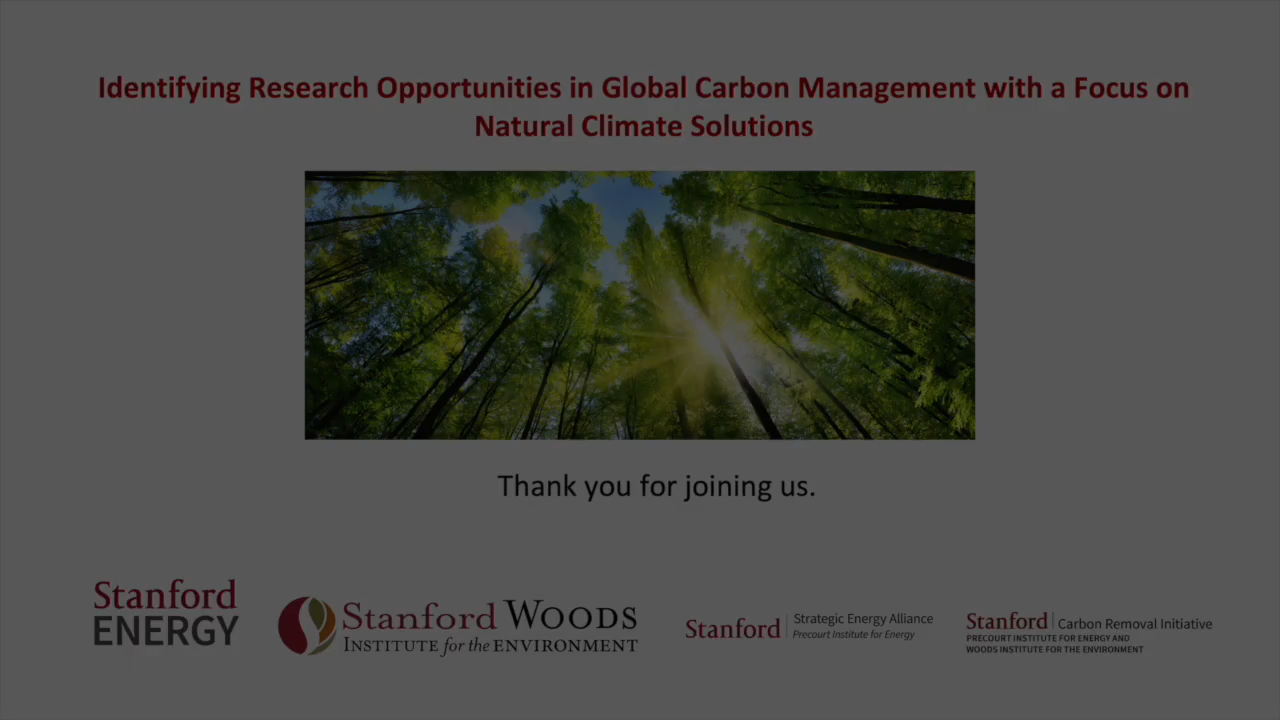 Identifying Research Opportunities in Global Carbon Management with a Focus on
Natural Climate Solutions
Thank you for joining us.
Stanford
ENERGY
Stanford WOODS
INSTITUTE for the ENVIRONMENT
Stanford
Strategic Energy Alliance
Precourt Institute for Energy
Stanford
Carbon Removal Initiative
PRECOURT INSTITUTE FOR ENERGY AND
WOODS INSTITUTE FOR THE ENVIRONMENT